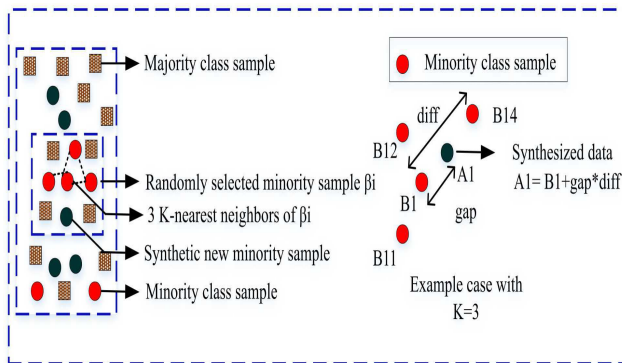 Majority class sample
Randomly selected minority sample βi
3 K-nearest neighbors of βi
Synthetic new minority sample
Minority class sample
Minority class sample
diff
B14
B12
A1
B1
gap
B11
Synthesized data
A1= B1+gap*diff
Example case with
K=3